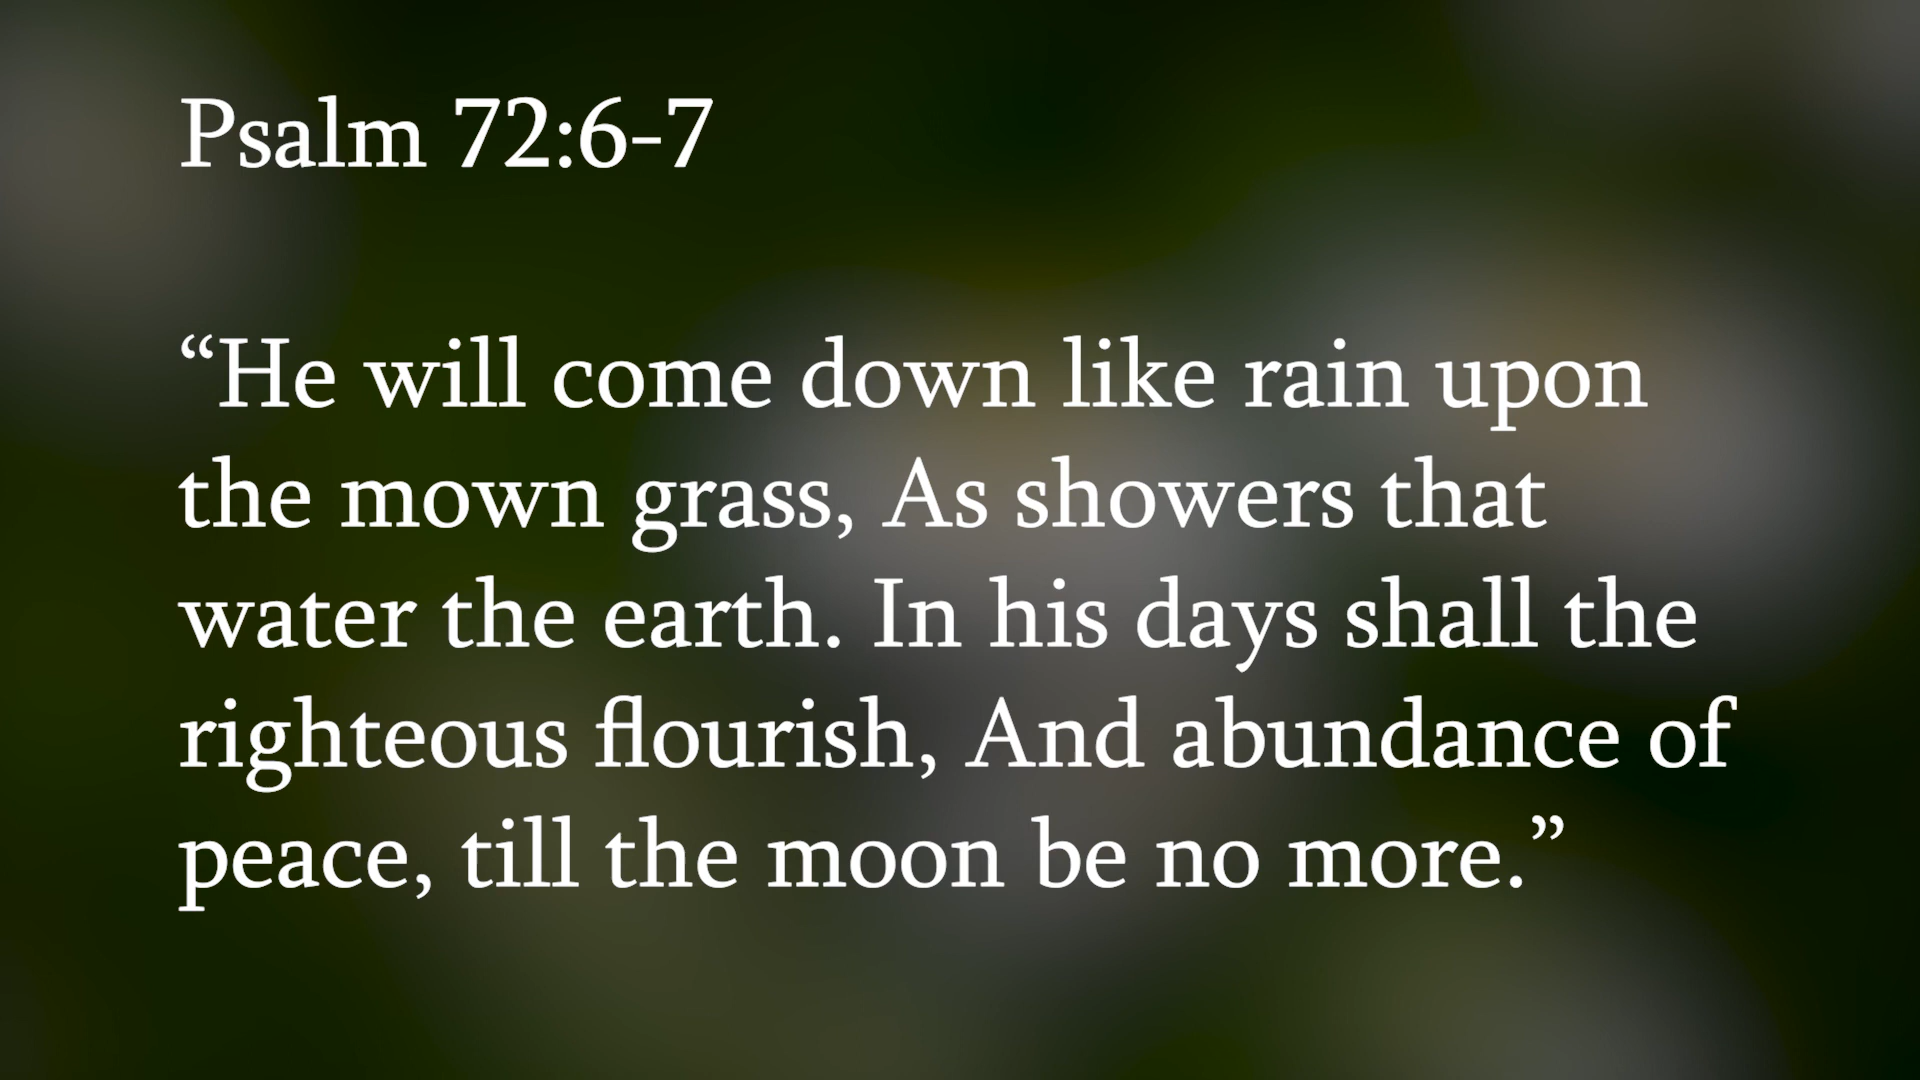 Psalm 72:6-7
“He will come down like rain upon
the mown grass, As showers that
water the earth. In his days shall the
righteous flourish, And abundance of
peace, till the moon be no more.”